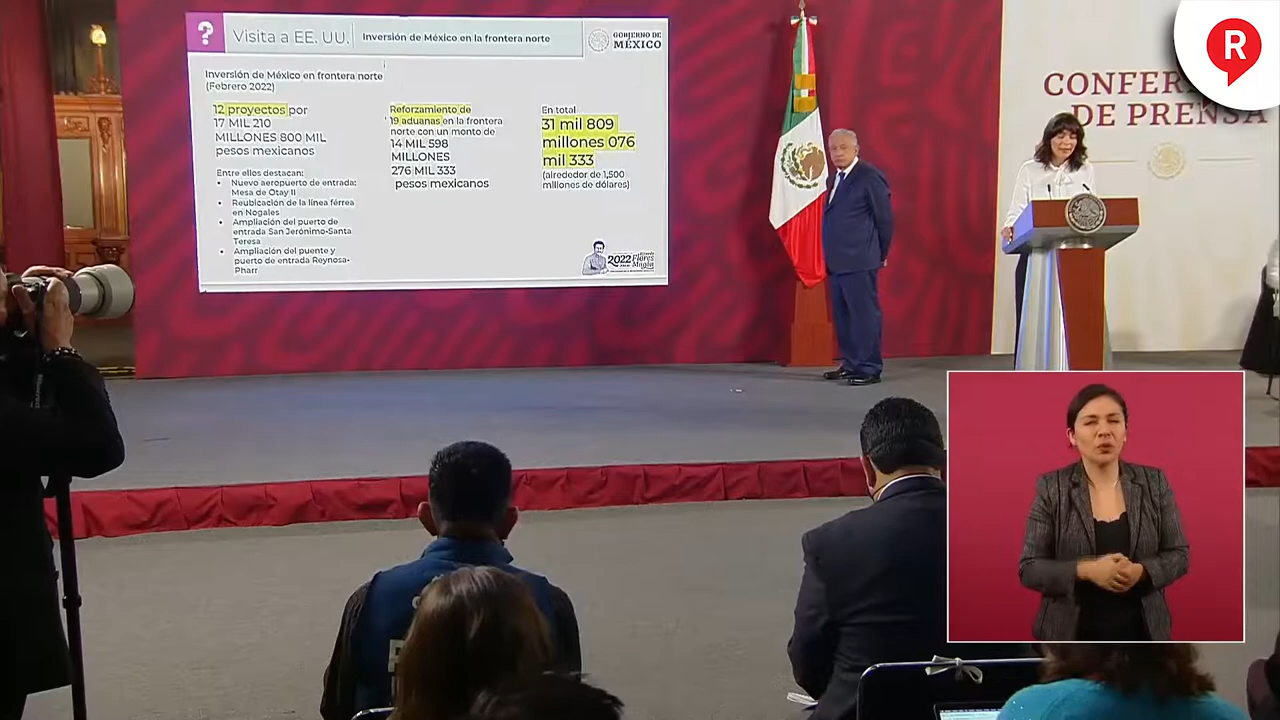 ?
Visita a EE. UU.
Inversión de México en la frontera norte
GOBIERNO DE
MÉXICO
Inversión de México en frontera norte
(Febrero 2022)
12 proyectos por
17 MIL 210
MILLONES 800 MIL
pesos mexicanos
Entre ellos destacan:
• Nuevo aeropuerto de entrada:
Mesa de Otay II
• Reubicación de la línea férrea
en Nogales
• Ampliación del puerto de
entrada San Jerónimo-Santa
Teresa
• Ampliación del puente y
puerto de entrada Reynosa-
Pharr
Reforzamiento de
19 aduanas en la frontera
norte con un monto de
14 MIL 598
MILLONES
276 MIL 333
pesos mexicanos
En total
31 mil 809
millones 076
mil 333
(alrededor de 1,500
millones de dólares)
2022 Flores
Magón
R
CONFER
DE PRENSA